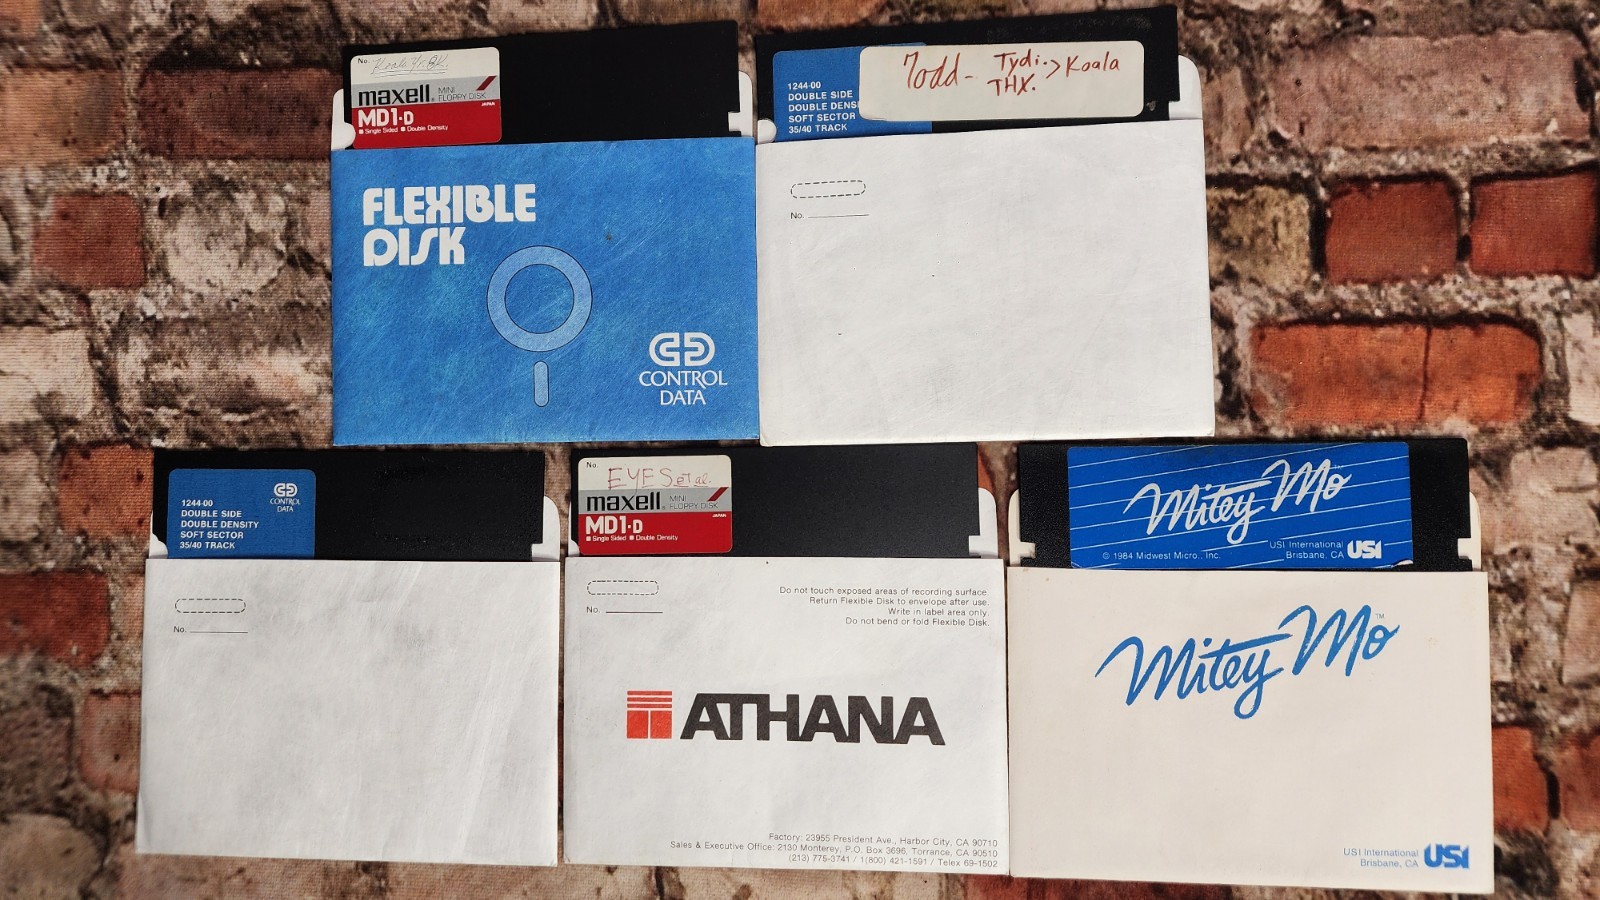 No.
Koala Yr. BK.
maxell MINI FLOPPY DISK
JAPAN
MD1-D
Single Sided Double Density
FLEXIBLE
DISK
CONTROL
DATA
1244-00
DOUBLE SIDE
DOUBLE DENSI
SOFT SECTOR
35/40 TRACK
Todd - Tydi. > Koala
THX.
No.
1244-00
DOUBLE SIDE
DOUBLE DENSITY
SOFT SECTOR
35/40 TRACK
CONTROL
DATA
No.
No.
EYES et al.
maxell MINI FLOPPY DISK
JAPAN
MD1-D
Single Sided Double Density
No.
Do not touch exposed areas of recording surface.
Return Flexible Disk to envelope after use.
Write in label area only.
Do not bend or fold Flexible Disk.
ATHANA
Factory: 23955 President Ave., Harbor City, CA 90710
Sales & Executive Office: 2130 Monterey, P.O. Box 3696, Torrance, CA 90510
(213) 775-3741 / 1(800) 421-1591 / Telex 69-1502
Mitey Mo™
© 1984 Midwest Micro., Inc.
USI International
Brisbane, CA USI
Mitey Mo™
USI International
Brisbane, CA USI